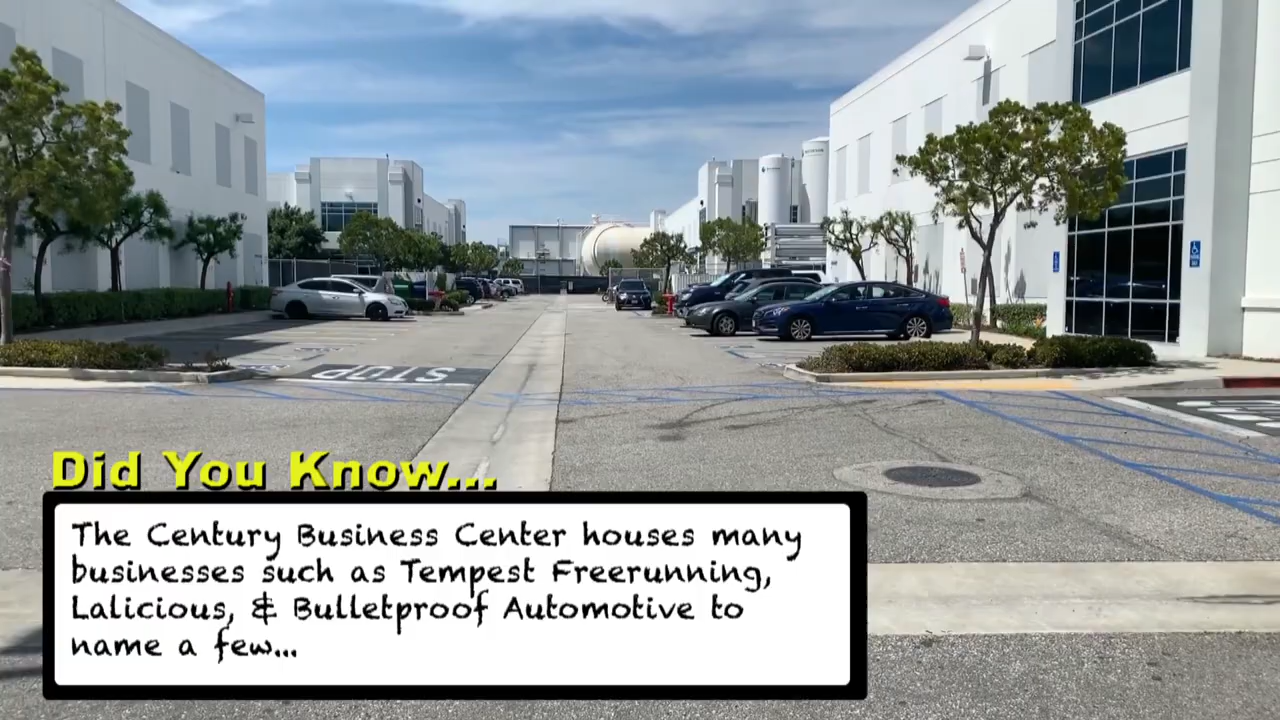 STOP
Did You Know...
The Century Business Center houses many
businesses such as Tempest Freerunning,
Lalicious, & Bulletproof Automotive to
name a few...